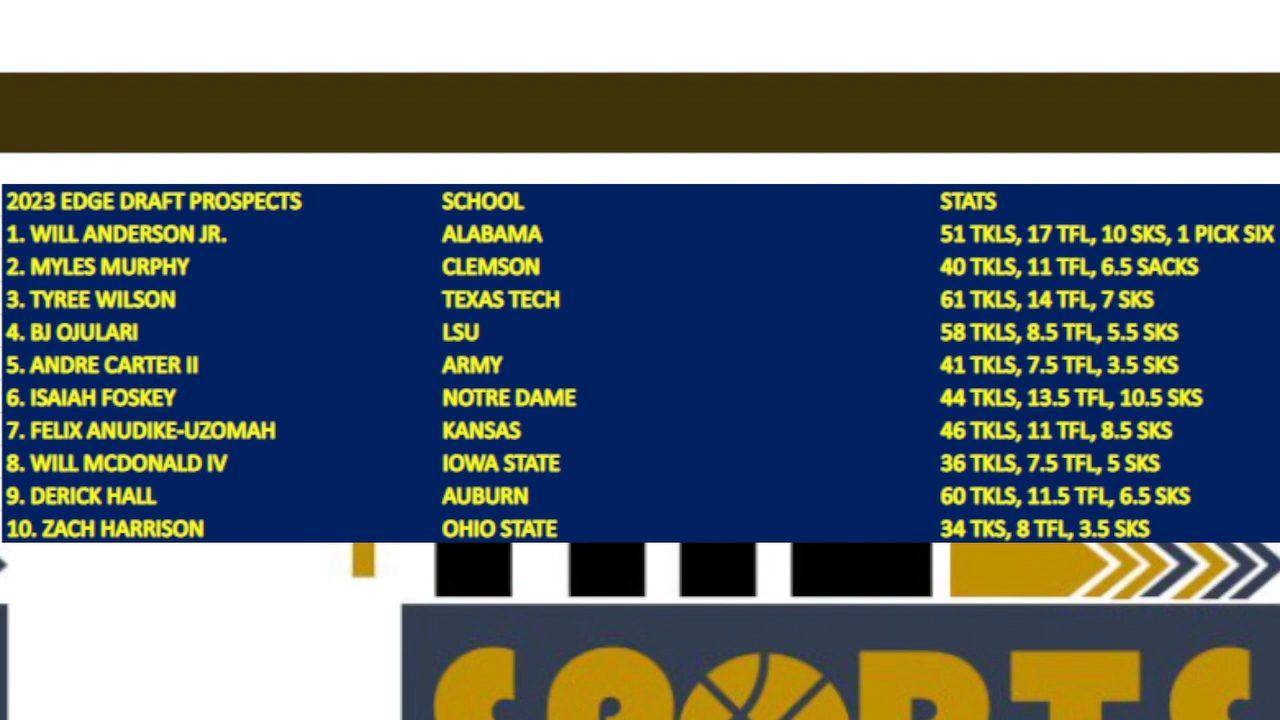 2023 EDGE DRAFT PROSPECTS SCHOOL STATS
1. WILL ANDERSON JR. ALABAMA 51 TKLS, 17 TFL, 10 SKS, 1 PICK SIX
2. MYLES MURPHY CLEMSON 40 TKLS, 11 TFL, 6.5 SACKS
3. TYREE WILSON TEXAS TECH 61 TKLS, 14 TFL, 7 SKS
4. BJ OJULARI LSU 58 TKLS, 8.5 TFL, 5.5 SKS
5. ANDRE CARTER II ARMY 41 TKLS, 7.5 TFL, 3.5 SKS
6. ISAIAH FOSKEY NOTRE DAME 44 TKLS, 13.5 TFL, 10.5 SKS
7. FELIX ANUDIKE-UZOMAH KANSAS 46 TKLS, 11 TFL, 8.5 SKS
8. WILL MCDONALD IV IOWA STATE 36 TKLS, 7.5 TFL, 5 SKS
9. DERICK HALL AUBURN 60 TKLS, 11.5 TFL, 6.5 SKS
10. ZACH HARRISON OHIO STATE 34 TKS, 8 TFL, 3.5 SKS
SPORTS